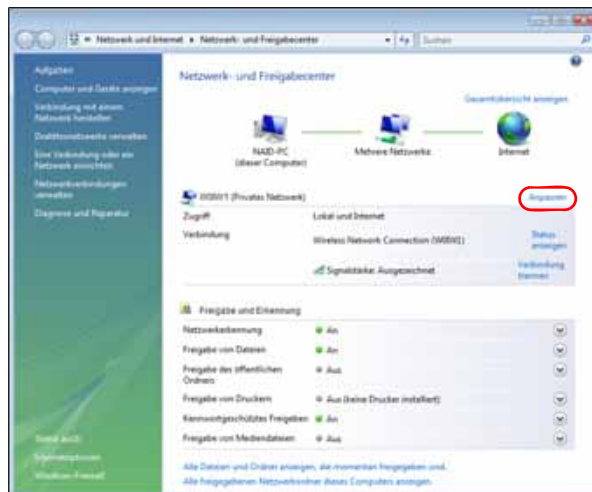 Netzwerk und Internet ▸ Netzwerk- und Freigabecenter
Suchen
Aufgaben
Computer und Geräte anzeigen
Verbindung mit einem
Netzwerk herstellen
Drahtlosnetzwerke verwalten
Eine Verbindung oder ein
Netzwerk einrichten
Netzwerkverbindungen
verwalten
Diagnose und Reparatur
Netzwerk- und Freigabecenter
Gesamtübersicht anzeigen
NAID-PC
(dieser Computer)
Mehrere Netzwerke
Internet
(Privates Netzwerk)
Anpassen
Zugriff
Lokal und Internet
Verbindung
Wireless Network Connection
Status
anzeigen
Signalstärke: Ausgezeichnet
Verbindung
trennen
Freigabe und Erkennung
Netzwerkerkennung
An
Freigabe von Dateien
An
Freigabe des öffentlichen
Ordners
Aus
Freigabe von Druckern
Aus (keine Drucker installiert)
Kennwortgeschütztes Freigeben
An
Freigabe von Mediendateien
Aus
Alle Dateien und Ordner anzeigen, die momentan freigegeben sind.
Alle freigegebenen Netzwerkordner dieses Computers anzeigen.
Siehe auch
Internetoptionen
Windows-Firewall